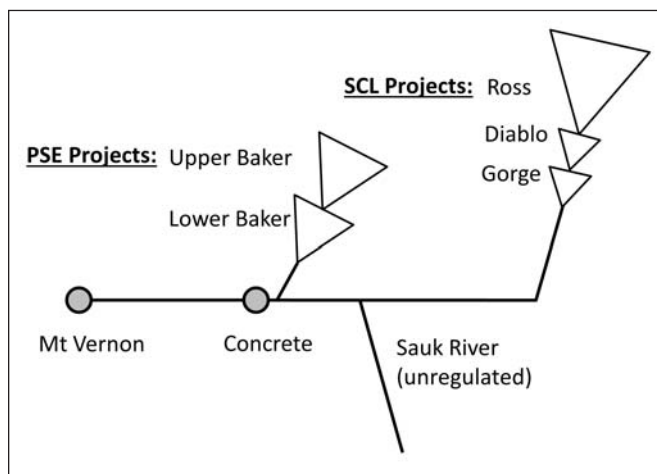 SCL Projects: Ross
Diablo
PSE Projects: Upper Baker
Gorge
Lower Baker
Mt Vernon
Concrete
Sauk River
(unregulated)